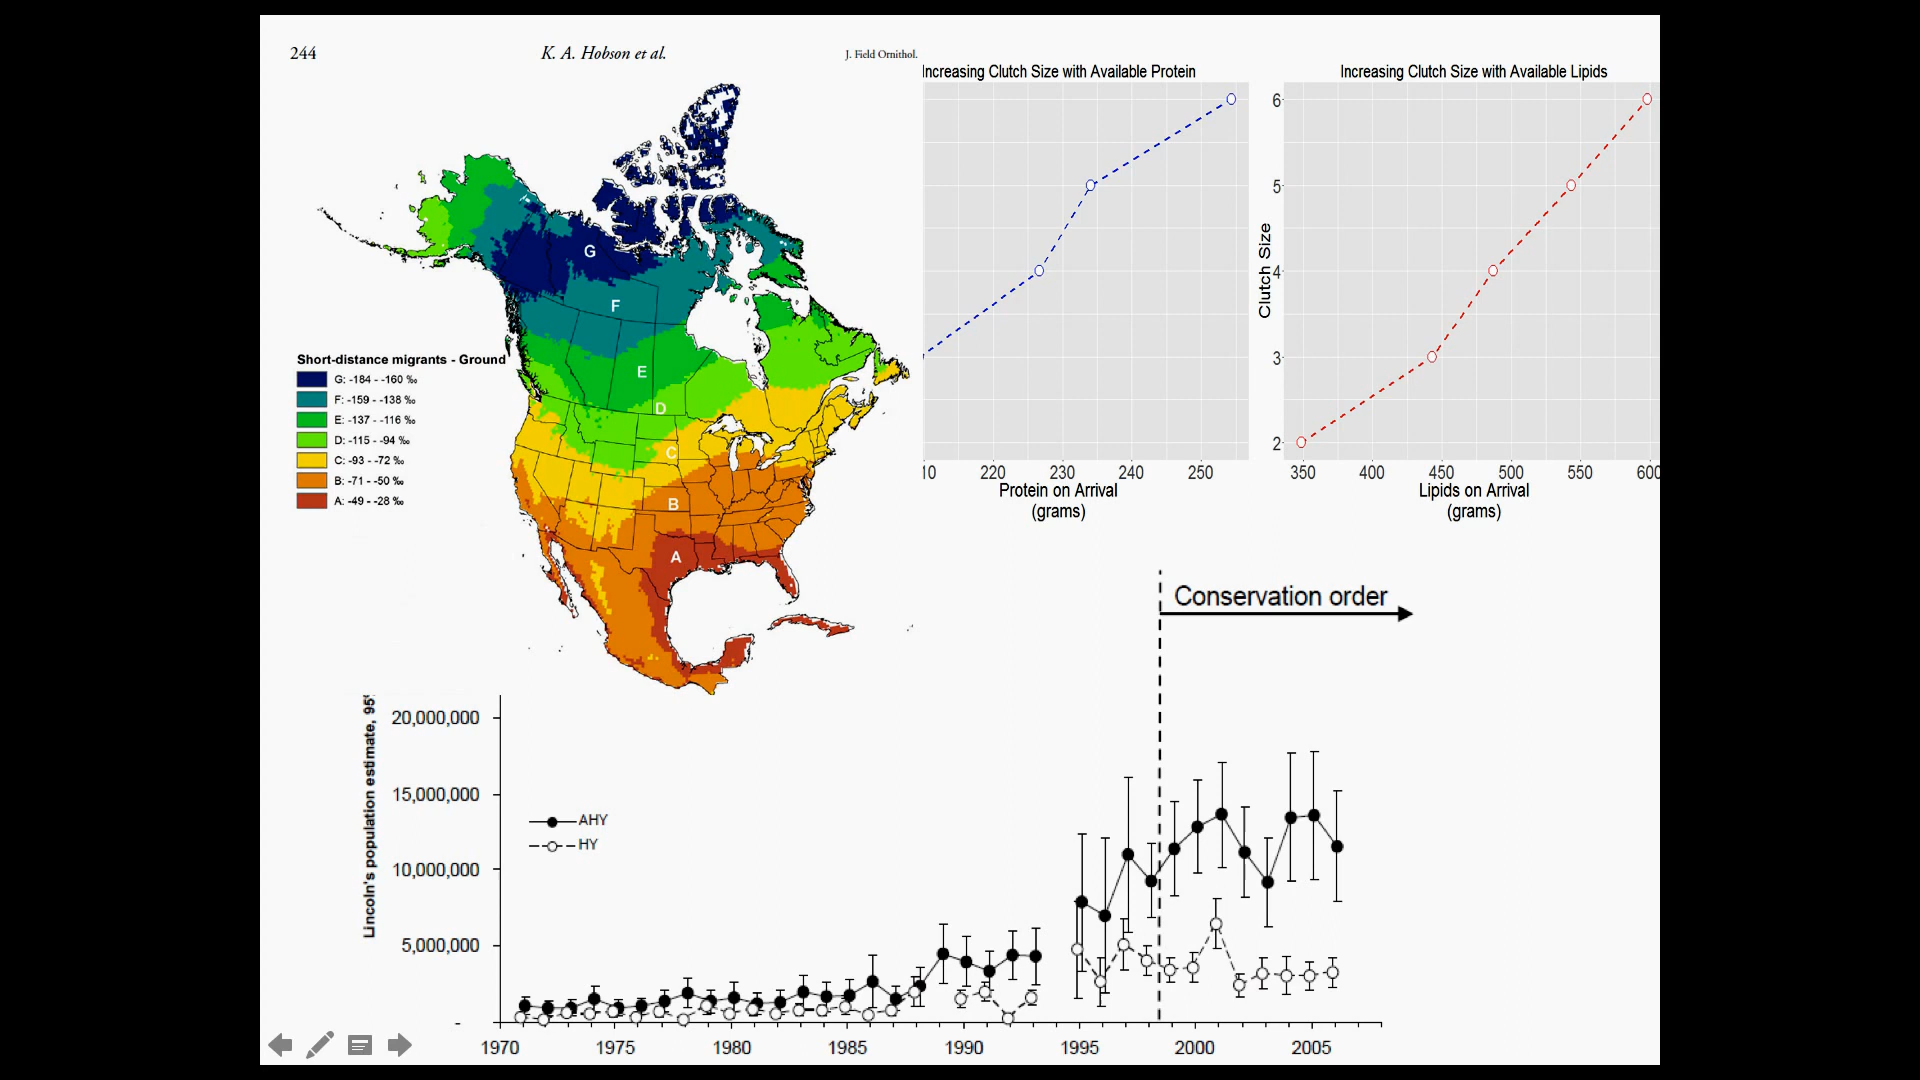 244
K. A. Hobson et al.
J. Field Ornithol.
Increasing Clutch Size with Available Protein
Increasing Clutch Size with Available Lipids
G
F
E
D
C
B
A
Short-distance migrants - Ground
G: -184 - -160 ‰
F: -159 - -138 ‰
E: -137 - -116 ‰
D: -115 - -94 ‰
C: -93 - -72 ‰
B: -71 - -50 ‰
A: -49 - -28 ‰
10 220 230 240 250
Protein on Arrival
(grams)
Clutch Size
6
5
4
3
2
350 400 450 500 550 600
Lipids on Arrival
(grams)
Conservation order
Lincoln's population estimate, 95
20,000,000
15,000,000
10,000,000
5,000,000
-
AHY
HY
1970 1975 1980 1985 1990 1995 2000 2005